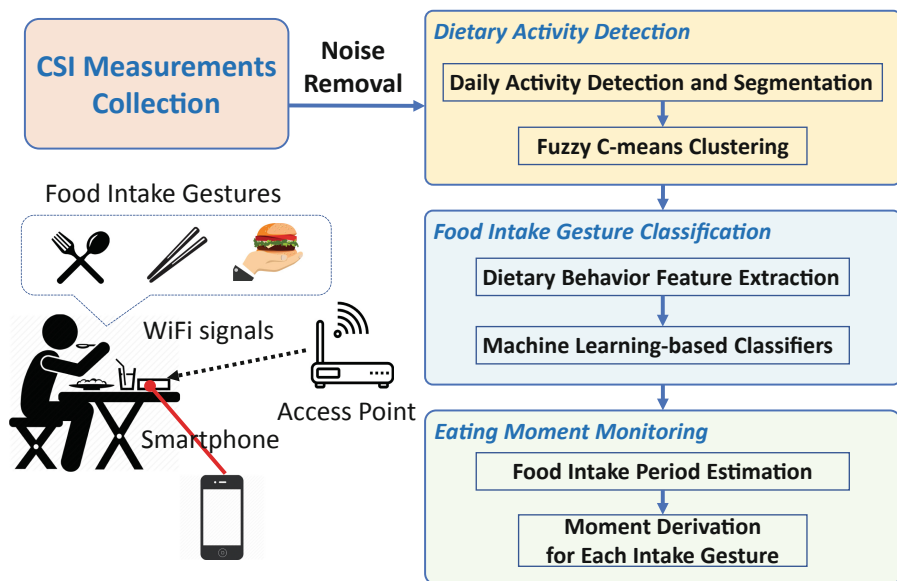 CSI Measurements
Collection
Noise
Removal
Dietary Activity Detection
Daily Activity Detection and Segmentation
Fuzzy C-means Clustering
Food Intake Gestures
WiFi signals
Access Point
Smartphone
Food Intake Gesture Classification
Dietary Behavior Feature Extraction
Machine Learning-based Classifiers
Eating Moment Monitoring
Food Intake Period Estimation
Moment Derivation
for Each Intake Gesture